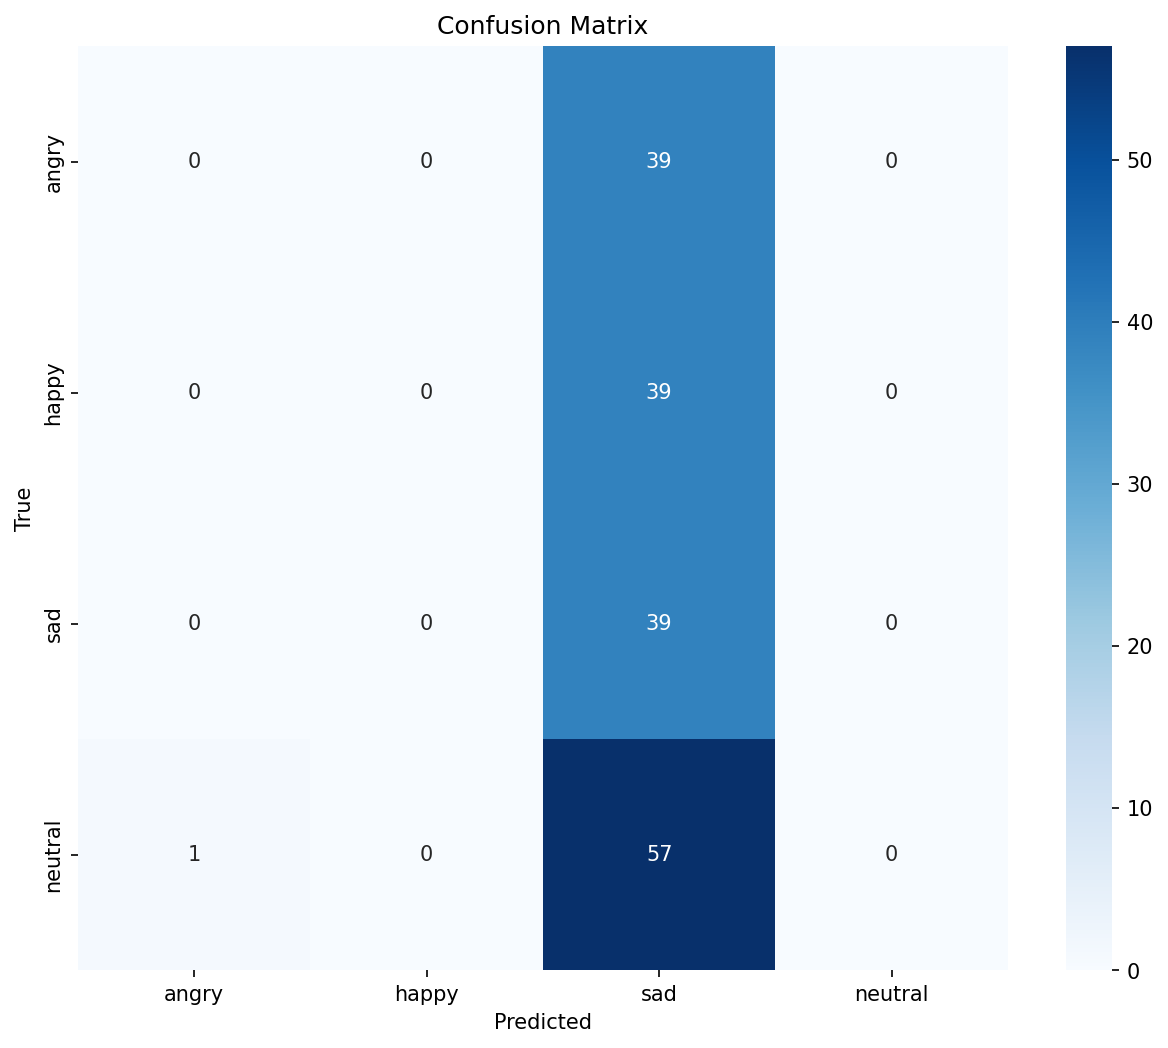 Confusion Matrix
angry 0 0 39 0
happy 0 0 39 0
sad 0 0 39 0
neutral 1 0 57 0
True
angry happy sad neutral
Predicted
50
40
30
20
10
0